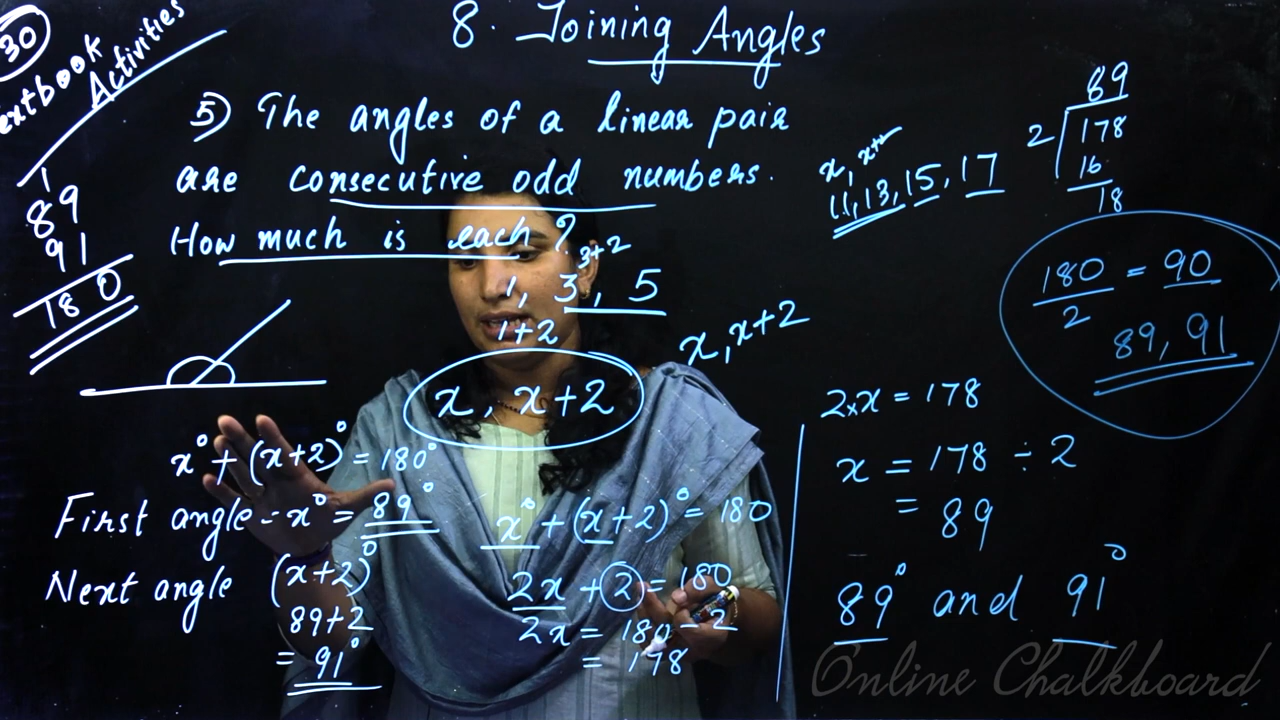 30
Textbook
Activities
8. Joining Angles
5) The angles of a linear pair
are consecutive odd numbers.
How much is each?
1
89
91
180
1, 3, 5
3+2
1+2
x, x+2
x, x+2
x° + (x+2)° = 180°
First angle - x° = 89°
Next angle (x+2)°
89+2
= 91°
x° + (x+2)° = 180
2x + 2 = 180
2x = 180 - 2
= 178
x, x+2
11, 13, 15, 17
89
2 178
16
18
180/2 = 90
89, 91
2×x = 178
x = 178 ÷ 2
= 89
89° and 91°
Online Chalkboard